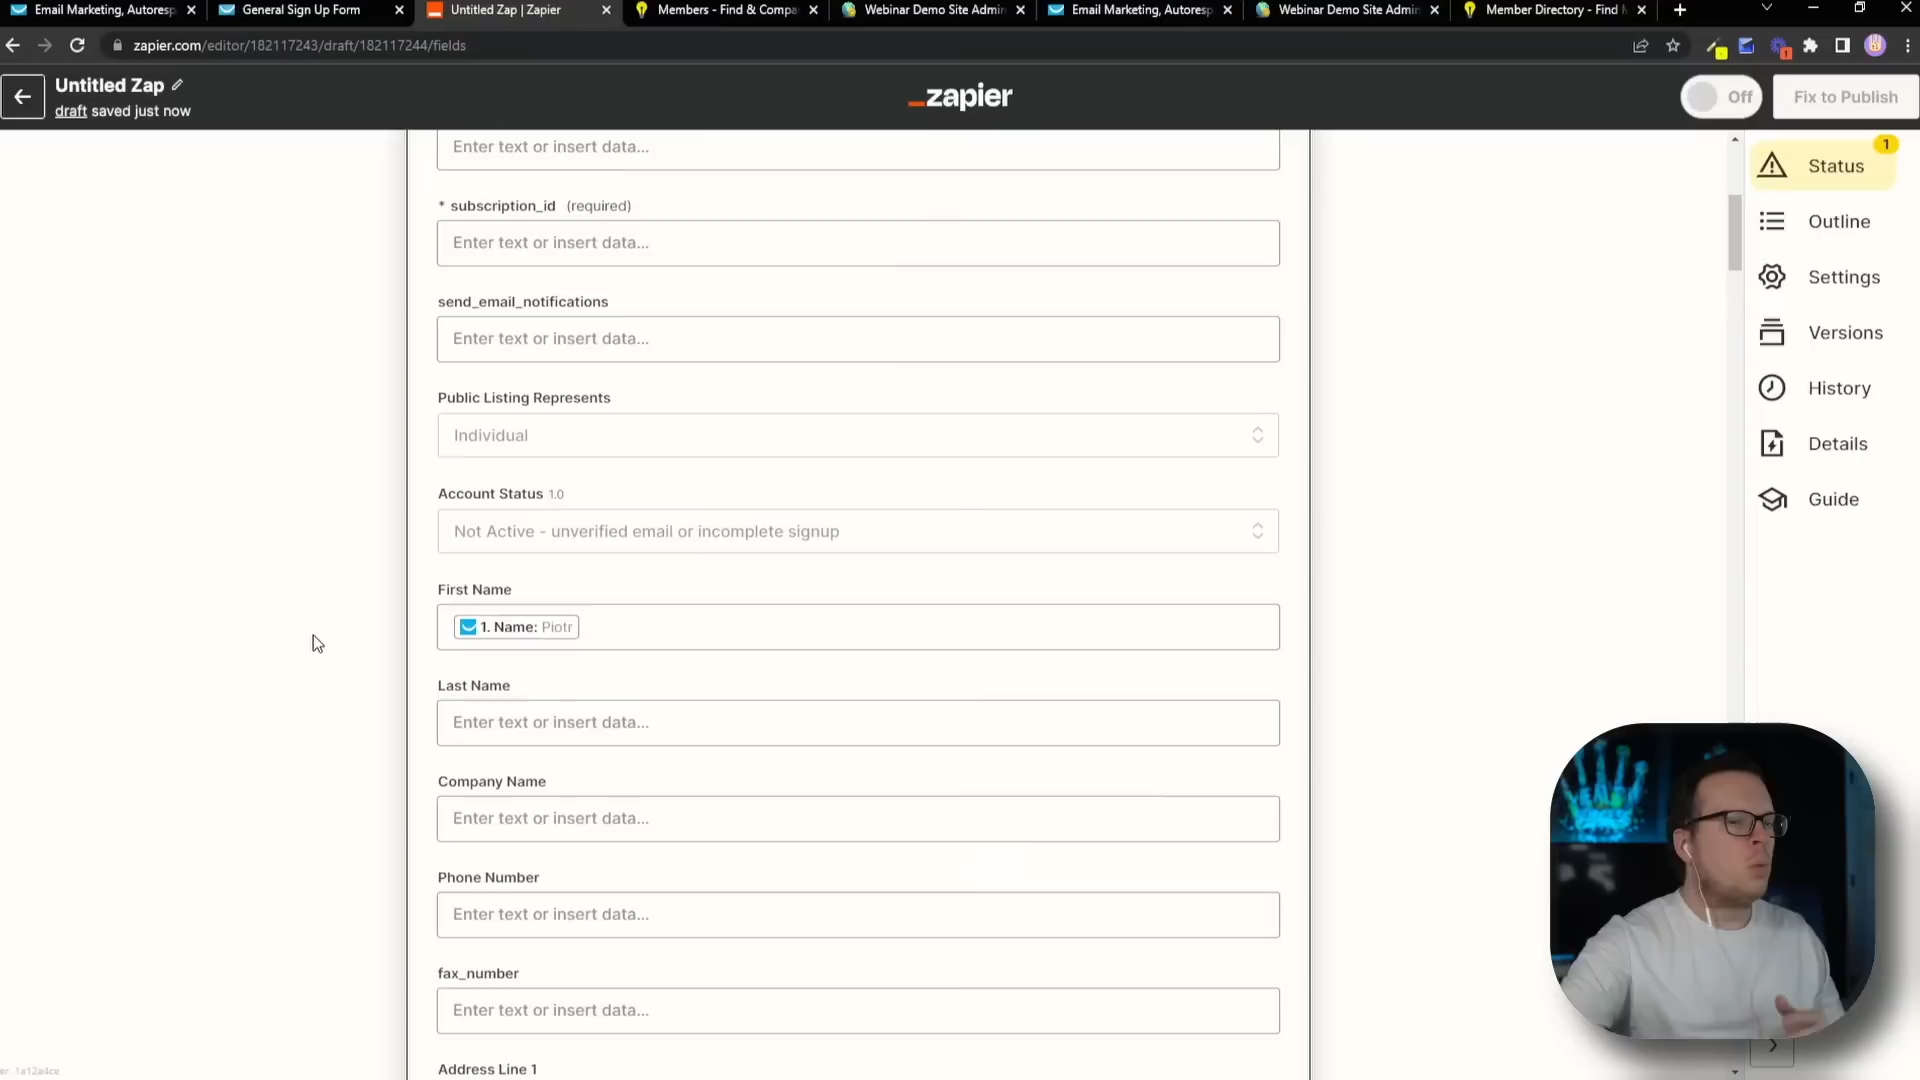 Email Marketing, Autoresp
General Sign Up Form
Untitled Zap | Zapier
Members - Find & Compa
Webinar Demo Site Admin
Email Marketing, Autoresp
Webinar Demo Site Admin
Member Directory - Find M
zapier.com/editor/182117243/draft/182117244/fields
1
Untitled Zap
draft saved just now
zapier
Off
Fix to Publish
Enter text or insert data...
* subscription_id (required)
Enter text or insert data...
send_email_notifications
Enter text or insert data...
Public Listing Represents
Individual
Account Status 1.0
Not Active - unverified email or incomplete signup
First Name
1. Name: Piotr
Last Name
Enter text or insert data...
Company Name
Enter text or insert data...
Phone Number
Enter text or insert data...
fax_number
Enter text or insert data...
Address Line 1
1
Status
Outline
Settings
Versions
History
Details
Guide
er 1a12a4ce